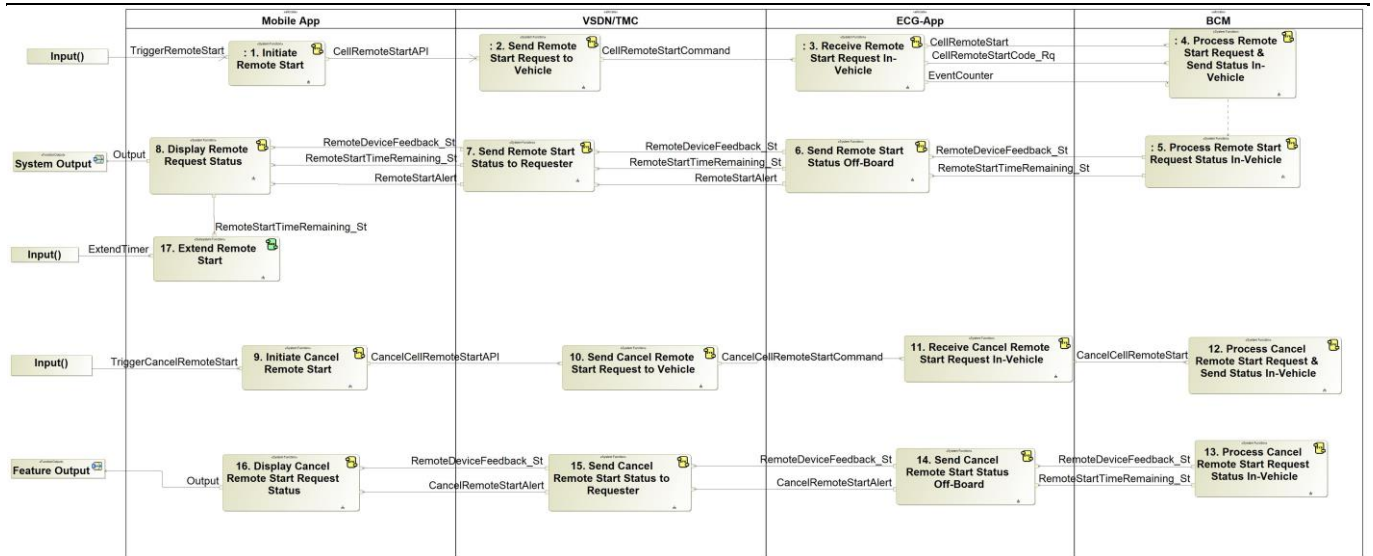 Mobile App
VSDN/TMC
ECG-App
BCM
Input()
TriggerRemoteStart
: 1. Initiate
Remote Start
CellRemoteStartAPI
: 2. Send Remote
Start Request to
Vehicle
CellRemoteStartCommand
: 3. Receive Remote
Start Request In-
Vehicle
CellRemoteStart
CellRemoteStartCode_Rq
EventCounter
: 4. Process Remote
Start Request &
Send Status In-
Vehicle
System Output
Output
8. Display Remote
Request Status
RemoteDeviceFeedback_St
RemoteStartTimeRemaining_St
RemoteStartAlert
7. Send Remote Start
Status to Requester
RemoteDeviceFeedback_St
RemoteStartTimeRemaining_St
RemoteStartAlert
6. Send Remote Start
Status Off-Board
RemoteDeviceFeedback_St
RemoteStartTimeRemaining_St
: 5. Process Remote Start
Request Status In-Vehicle
RemoteStartTimeRemaining_St
Input()
ExtendTimer
17. Extend Remote
Start
Input()
TriggerCancelRemoteStart
9. Initiate Cancel
Remote Start
CancelCellRemoteStartAPI
10. Send Cancel Remote
Start Request to Vehicle
CancelCellRemoteStartCommand
11. Receive Cancel Remote
Start Request In-Vehicle
CancelCellRemoteStart
12. Process Cancel
Remote Start Request &
Send Status In-Vehicle
Feature Output
Output
16. Display Cancel
Remote Start Request
Status
RemoteDeviceFeedback_St
CancelRemoteStartAlert
15. Send Cancel
Remote Start Status to
Requester
RemoteDeviceFeedback_St
CancelRemoteStartAlert
14. Send Cancel
Remote Start Status
Off-Board
RemoteDeviceFeedback_St
RemoteStartTimeRemaining_St
13. Process Cancel
Remote Start Request
Status In-Vehicle